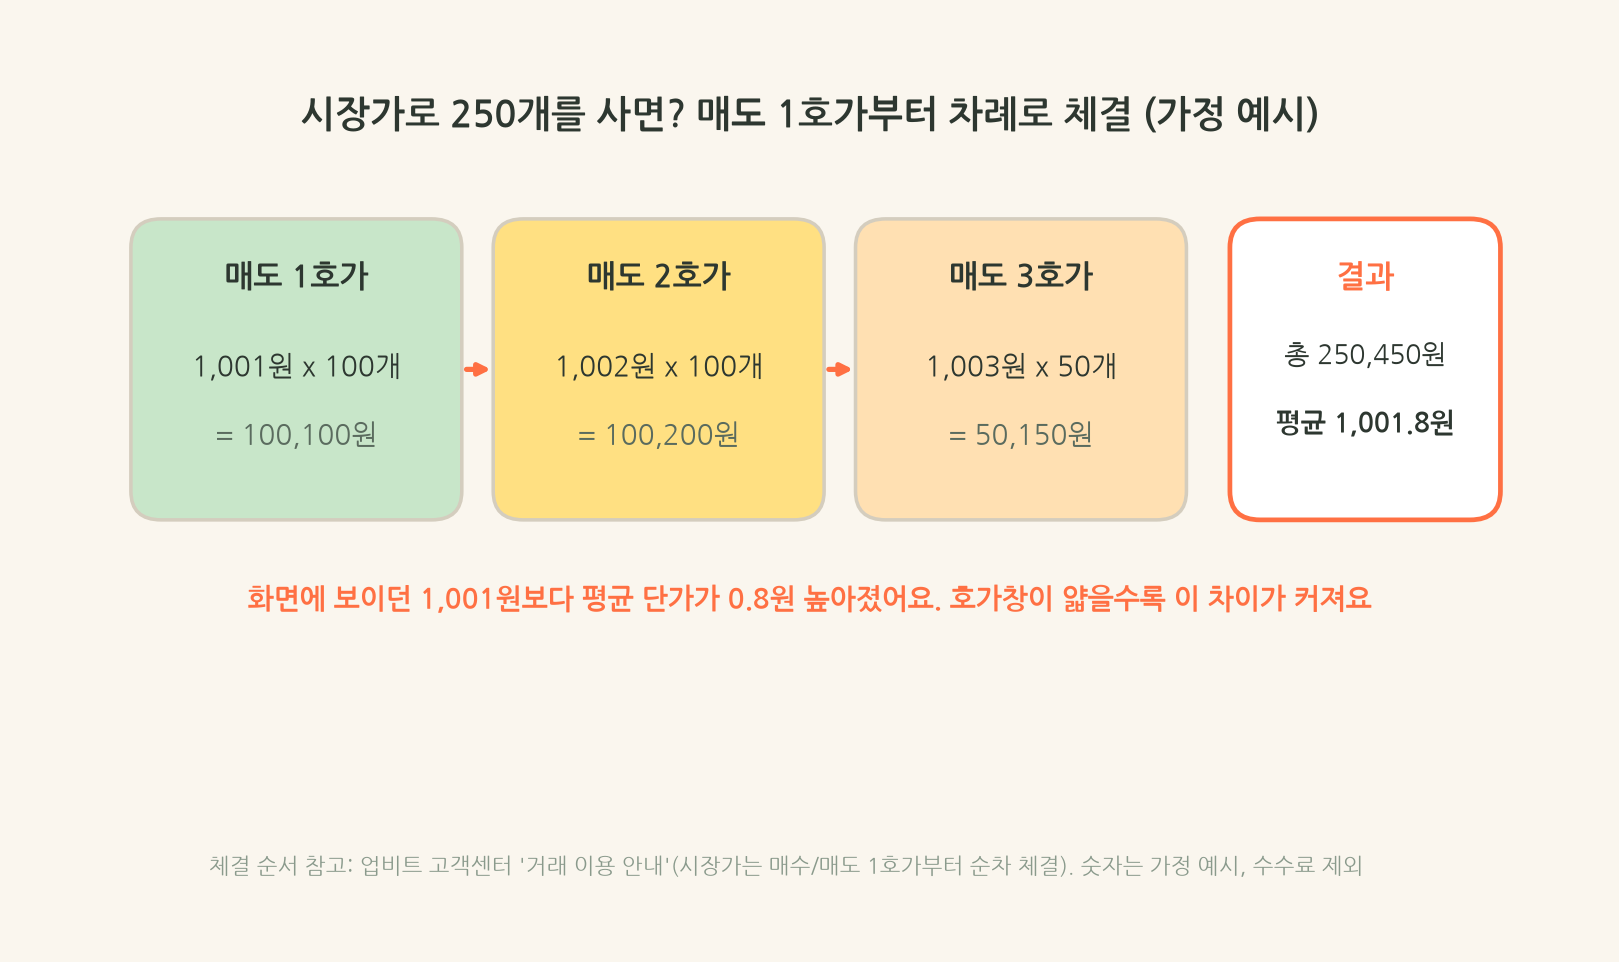 시장가로 250개를 사면? 매도 1호가부터 차례로 체결 (가정 예시)
매도 1호가
1,001원 x 100개
= 100,100원
매도 2호가
1,002원 x 100개
= 100,200원
매도 3호가
1,003원 x 50개
= 50,150원
결과
총 250,450원
평균 1,001.8원
화면에 보이던 1,001원보다 평균 단가가 0.8원 높아졌어요. 호가창이 얇을수록 이 차이가 커져요
체결 순서 참고: 업비트 고객센터 '거래 이용 안내'(시장가는 매수/매도 1호가부터 순차 체결). 숫자는 가정 예시, 수수료 제외